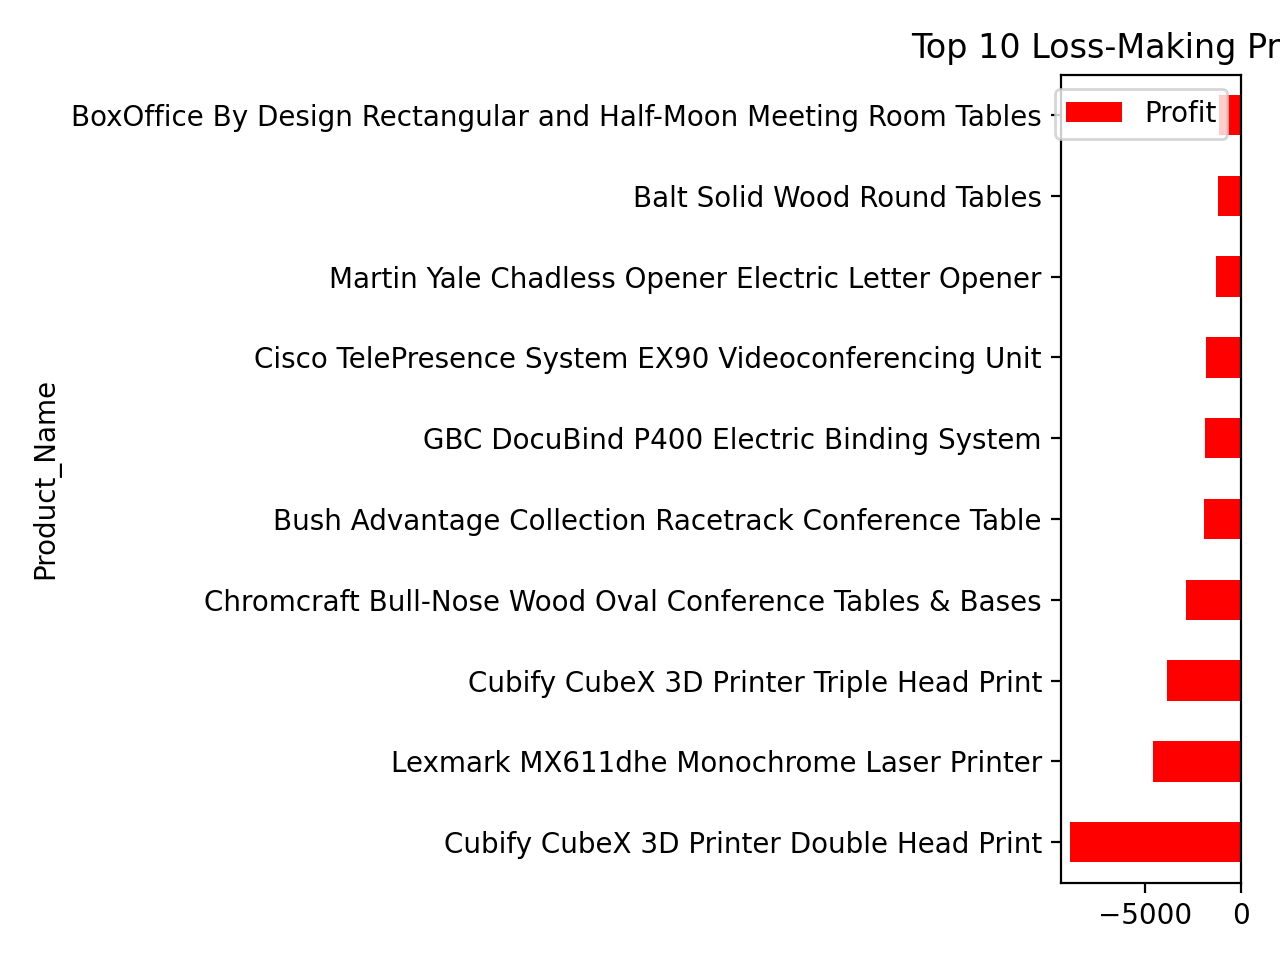 Top 10 Loss-Making Pr
BoxOffice By Design Rectangular and Half-Moon Meeting Room Tables
Profit
Balt Solid Wood Round Tables
Martin Yale Chadless Opener Electric Letter Opener
Cisco TelePresence System EX90 Videoconferencing Unit
GBC DocuBind P400 Electric Binding System
Bush Advantage Collection Racetrack Conference Table
Chromcraft Bull-Nose Wood Oval Conference Tables & Bases
Cubify CubeX 3D Printer Triple Head Print
Lexmark MX611dhe Monochrome Laser Printer
Cubify CubeX 3D Printer Double Head Print
Product_Name
−5000 0